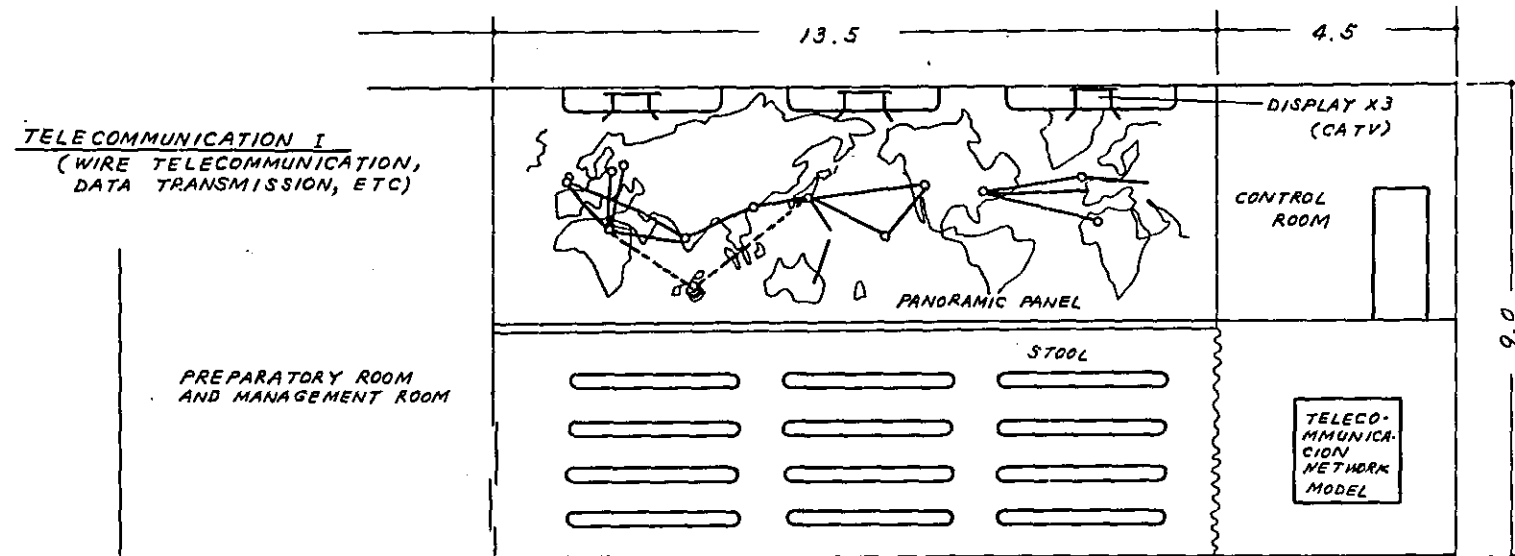 13.5
4.5
DISPLAY X3
(CATV)
TELECOMMUNICATION I
(WIRE TELECOMMUNICATION,
DATA TRANSMISSION, ETC)
CONTROL
ROOM
PANORAMIC PANEL
9.0
STOOL
PREPARATORY ROOM
AND MANAGEMENT ROOM
TELECO-
MMUNICA-
CION
NETWORK
MODEL